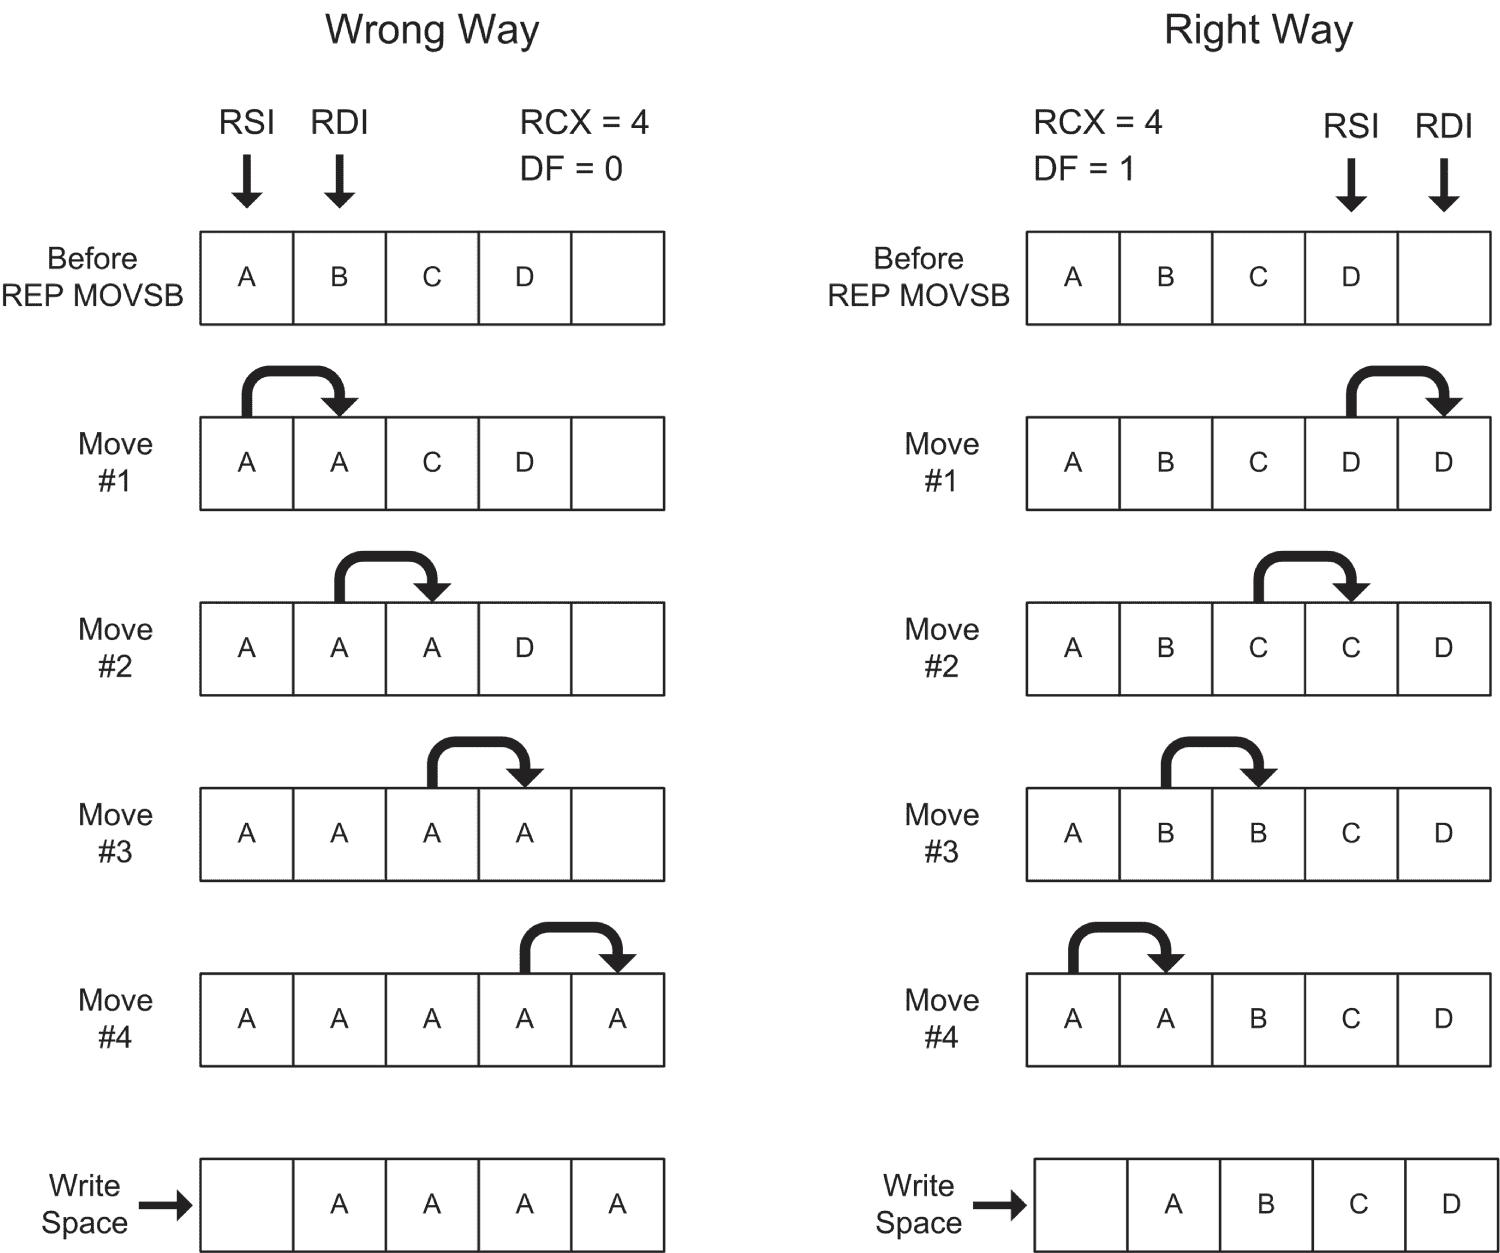 Wrong Way
RSI RDI RCX = 4
DF = 0
Before
REP MOVSB
A B C D
Move
#1
A A C D
Move
#2
A A A D
Move
#3
A A A A
Move
#4
A A A A A
Write
Space
A A A A
Right Way
RCX = 4 RSI RDI
DF = 1
Before
REP MOVSB
A B C D
Move
#1
A B C D D
Move
#2
A B C C D
Move
#3
A B B C D
Move
#4
A A B C D
Write
Space
A B C D